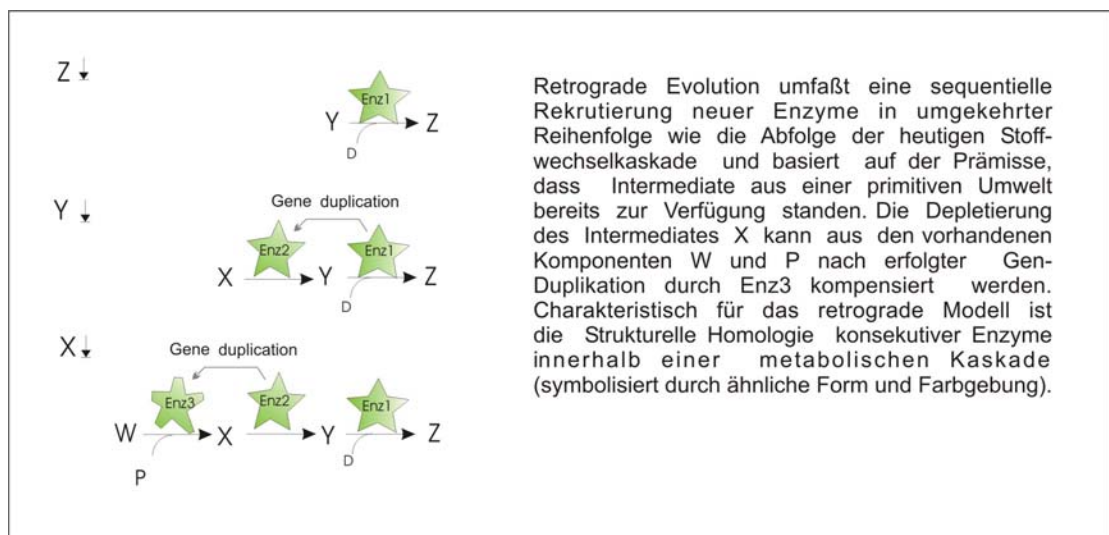 Z
Enz1
Y Z
D
Y
Gene duplication
Enz2 Enz1
X Y Z
D
X
Gene duplication
Enz3 Enz2 Enz1
W X Y Z
P D
Retrograde Evolution umfaßt eine sequentielle
Rekrutierung neuer Enzyme in umgekehrter
Reihenfolge wie die Abfolge der heutigen Stoff-
wechselkaskade und basiert auf der Prämisse,
dass Intermediate aus einer primitiven Umwelt
bereits zur Verfügung standen. Die Depletierung
des Intermediates X kann aus den vorhandenen
Komponenten W und P nach erfolgter Gen-
Duplikation durch Enz3 kompensiert werden.
Charakteristisch für das retrograde Modell ist
die Strukturelle Homologie konsekutiver Enzyme
innerhalb einer metabolischen Kaskade
(symbolisiert durch ähnliche Form und Farbgebung).